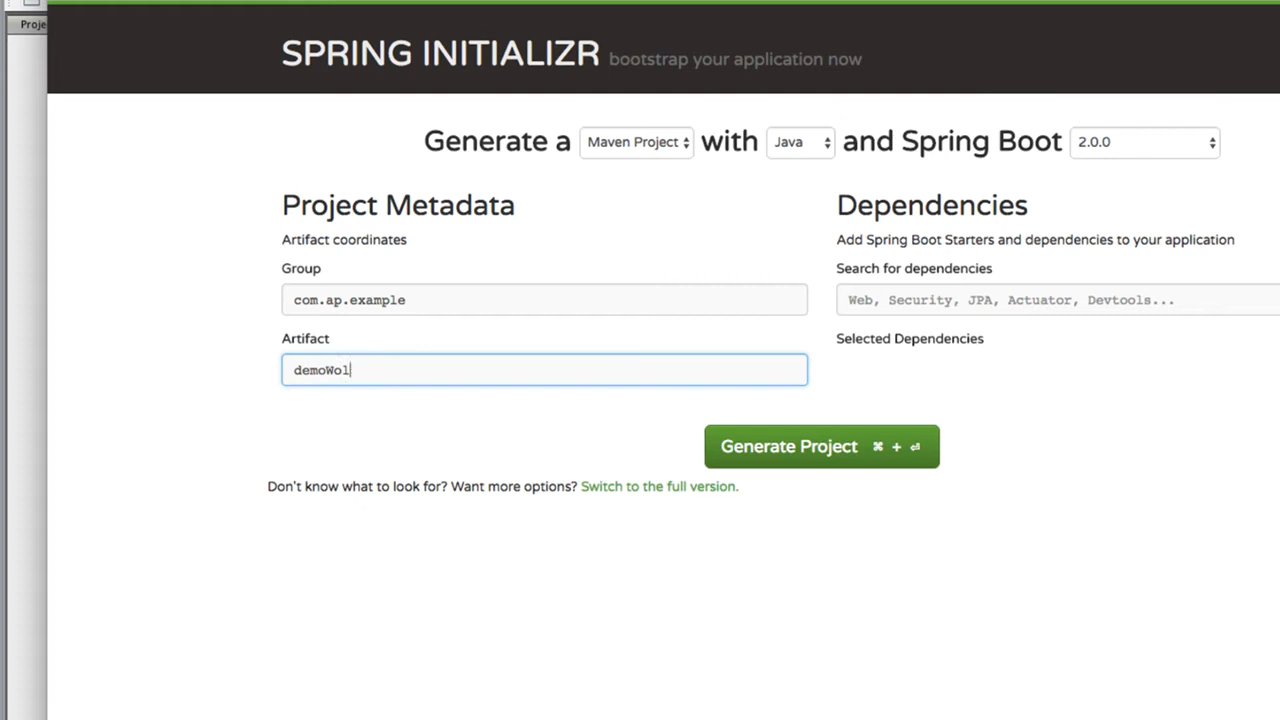 Proje
SPRING INITIALIZR bootstrap your application now
Generate a Maven Project with Java and Spring Boot 2.0.0
Project Metadata
Artifact coordinates
Group
com.ap.example
Artifact
demoWol
Dependencies
Add Spring Boot Starters and dependencies to your application
Search for dependencies
Web, Security, JPA, Actuator, Devtools...
Selected Dependencies
Generate Project ⌘ + ⏎
Don't know what to look for? Want more options? Switch to the full version.